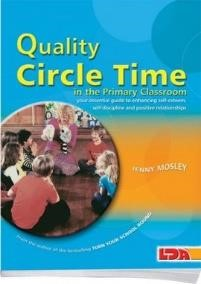 Quality
Circle Time
in the Primary Classroom
your essential guide to enhancing self-esteem,
self-discipline and positive relationships
JENNY MOSLEY
From the author of the bestselling TURN YOUR SCHOOL ROUND
LDA